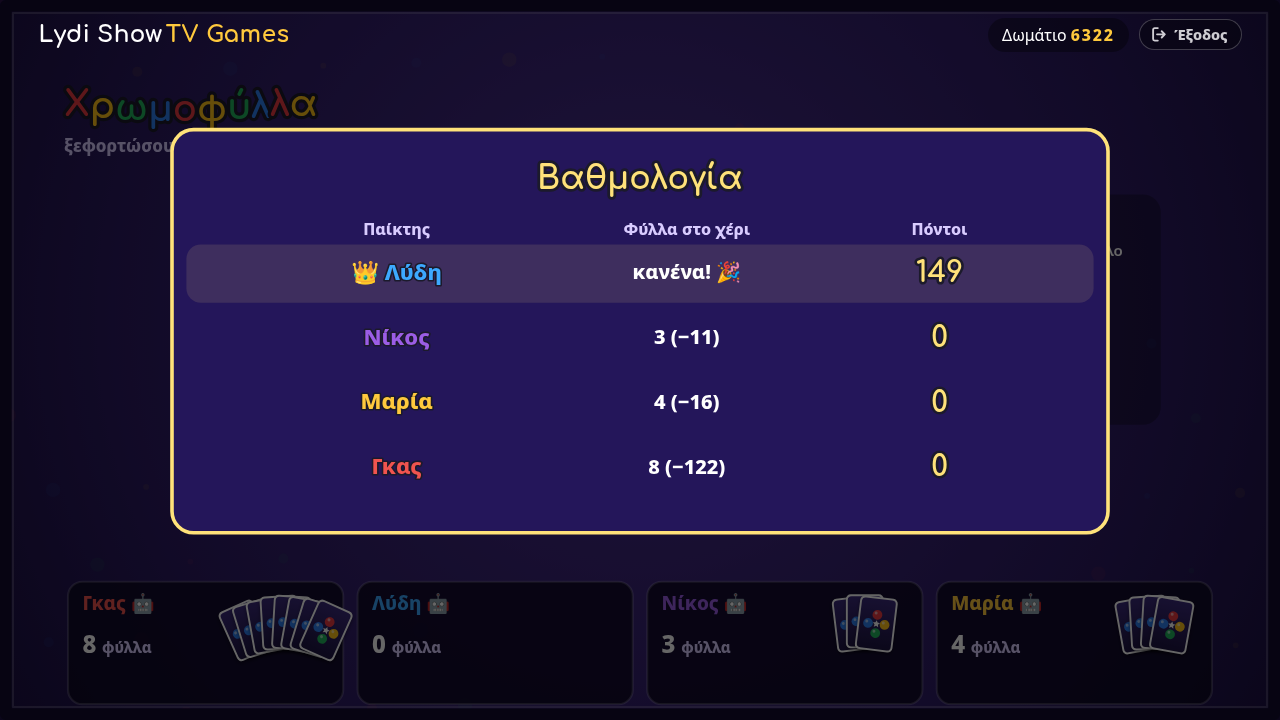 Lydi Show TV Games
Δωμάτιο 6322
Έξοδος
Χρωμοφύλλα
Βαθμολογία
Παίκτης Φύλλα στο χέρι Πόντοι
👑 Λύδη κανένα! 🎉 149
Νίκος 3 (−11) 0
Μαρία 4 (−16) 0
Γκας 8 (−122) 0
Γκας 🤖
8 φύλλα
Λύδη 🤖
0 φύλλα
Νίκος 🤖
3 φύλλα
Μαρία 🤖
4 φύλλα